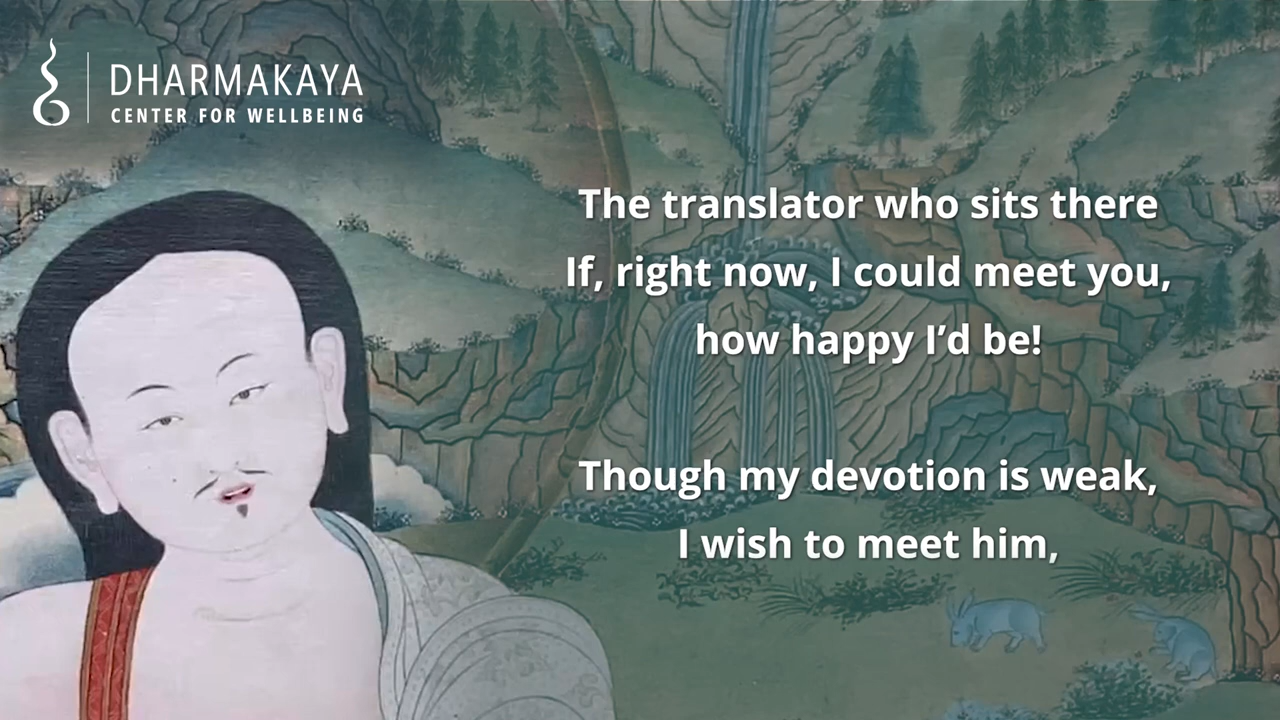 DHARMAKAYA
CENTER FOR WELLBEING
The translator who sits there
If, right now, I could meet you,
how happy I’d be!
Though my devotion is weak,
I wish to meet him,